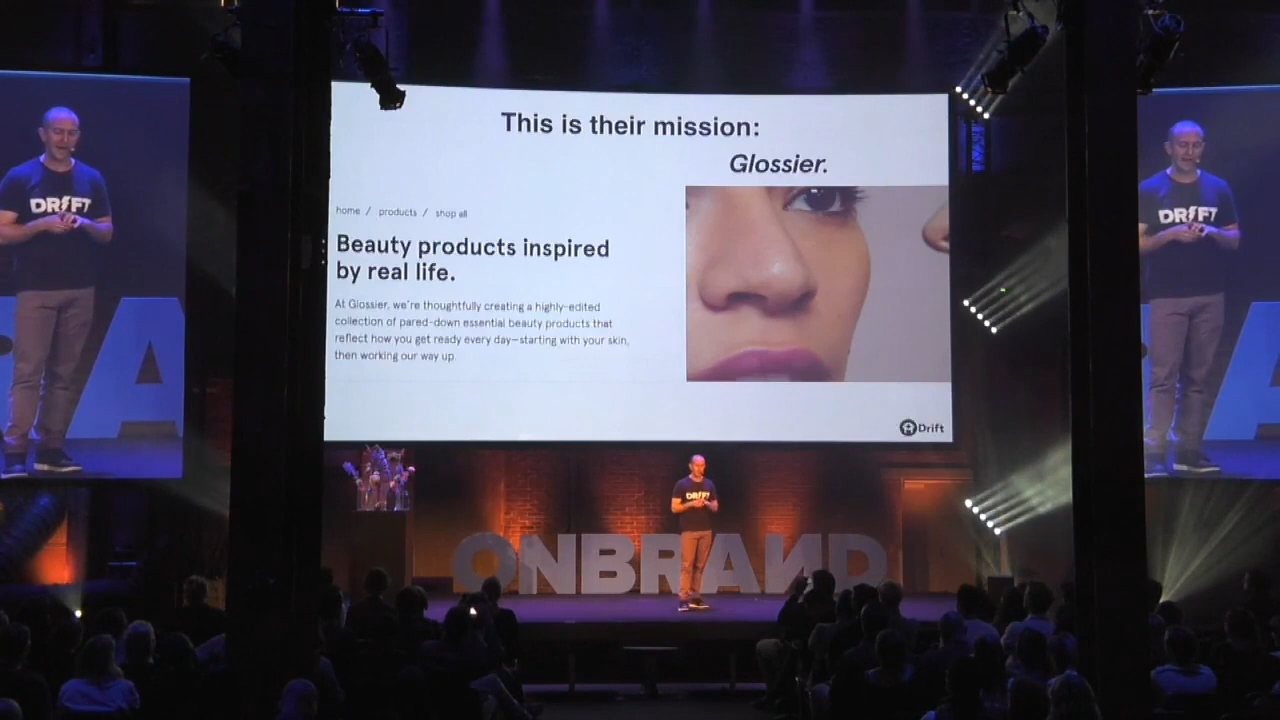 This is their mission:
Glossier.
home / products / shop all
Beauty products inspired
by real life.
At Glossier, we're thoughtfully creating a highly-edited
collection of pared-down essential beauty products that
reflect how you get ready every day—starting with your skin,
then working our way up.
Drift
DRIFT
DRIFT
DRIFT
A
A
ONBRAND